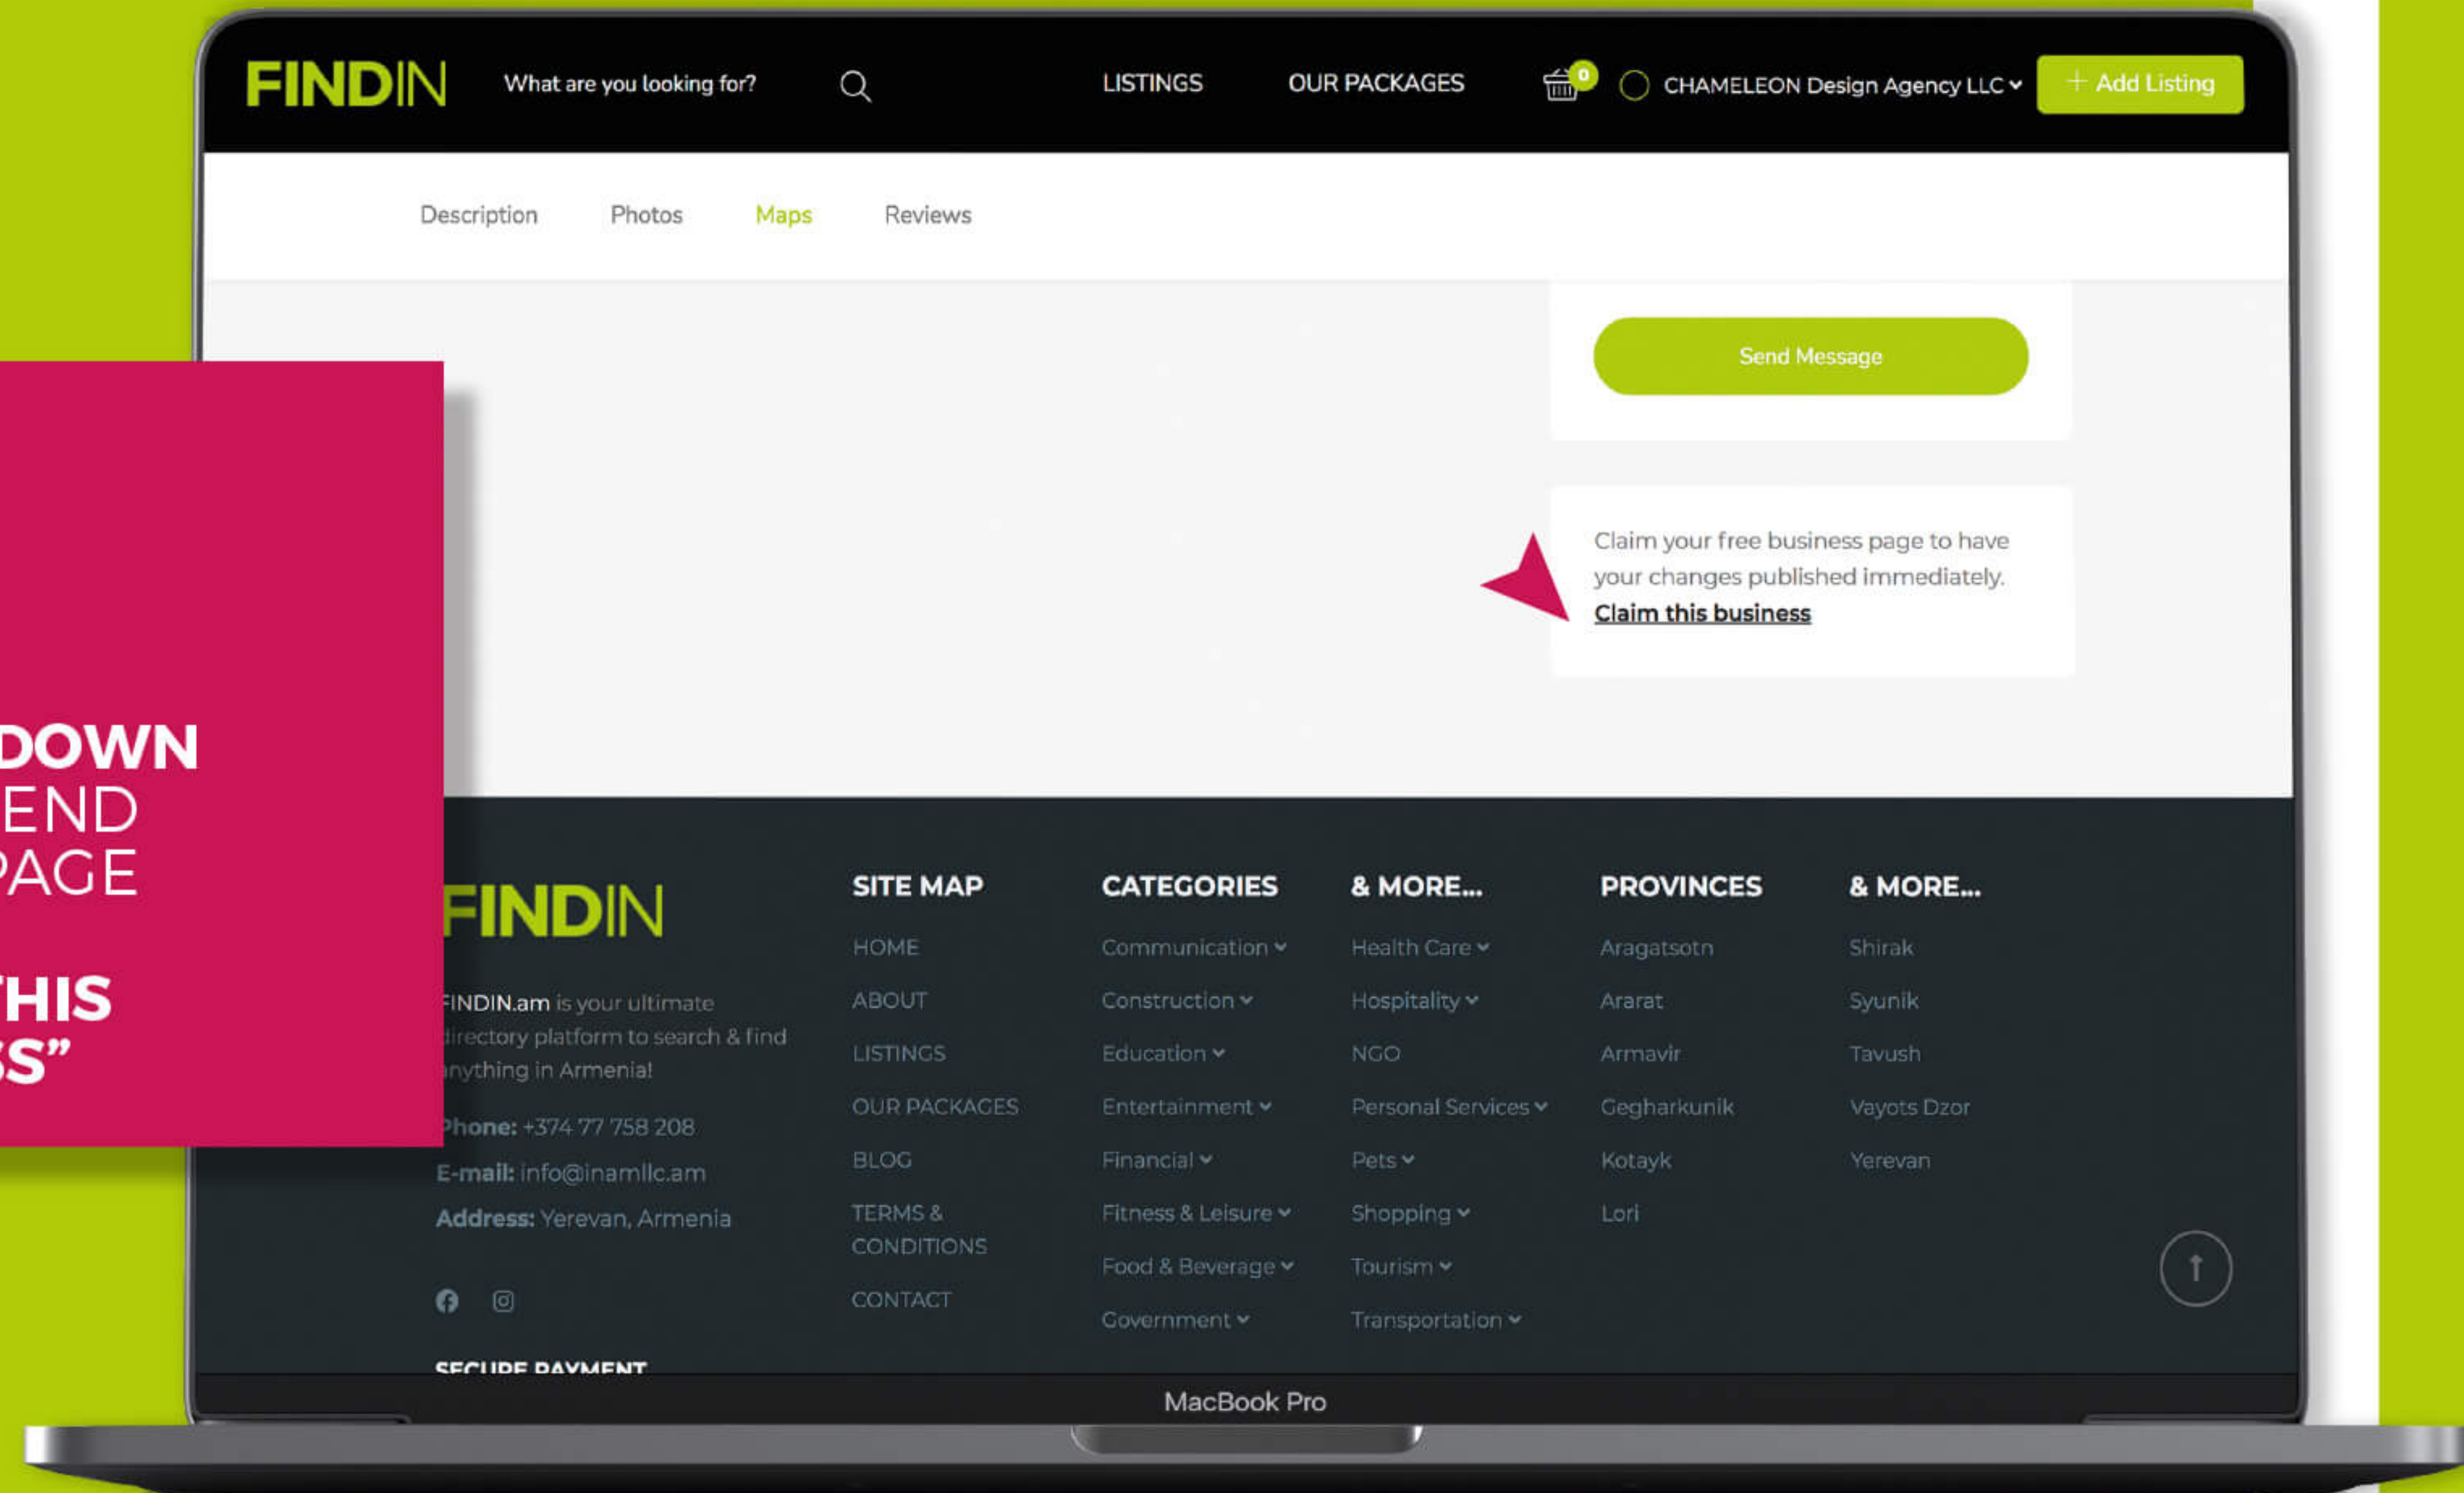 FINDIN
What are you looking for?
LISTINGS
OUR PACKAGES
0
CHAMELEON Design Agency LLC
+ Add Listing
Description
Photos
Maps
Reviews
Send Message
Claim your free business page to have
your changes published immediately.
Claim this business
DOWN
END
PAGE
THIS
SS”
FINDIN
FINDIN.am is your ultimate
directory platform to search & find
anything in Armenia!
Phone: +374 77 758 208
E-mail: info@inamllc.am
Address: Yerevan, Armenia
SECURE PAYMENT
SITE MAP
HOME
ABOUT
LISTINGS
OUR PACKAGES
BLOG
TERMS &
CONDITIONS
CONTACT
CATEGORIES
Communication
Construction
Education
Entertainment
Financial
Fitness & Leisure
Food & Beverage
Government
& MORE...
Health Care
Hospitality
NGO
Personal Services
Pets
Shopping
Tourism
Transportation
PROVINCES
Aragatsotn
Ararat
Armavir
Gegharkunik
Kotayk
Lori
& MORE...
Shirak
Syunik
Tavush
Vayots Dzor
Yerevan
MacBook Pro